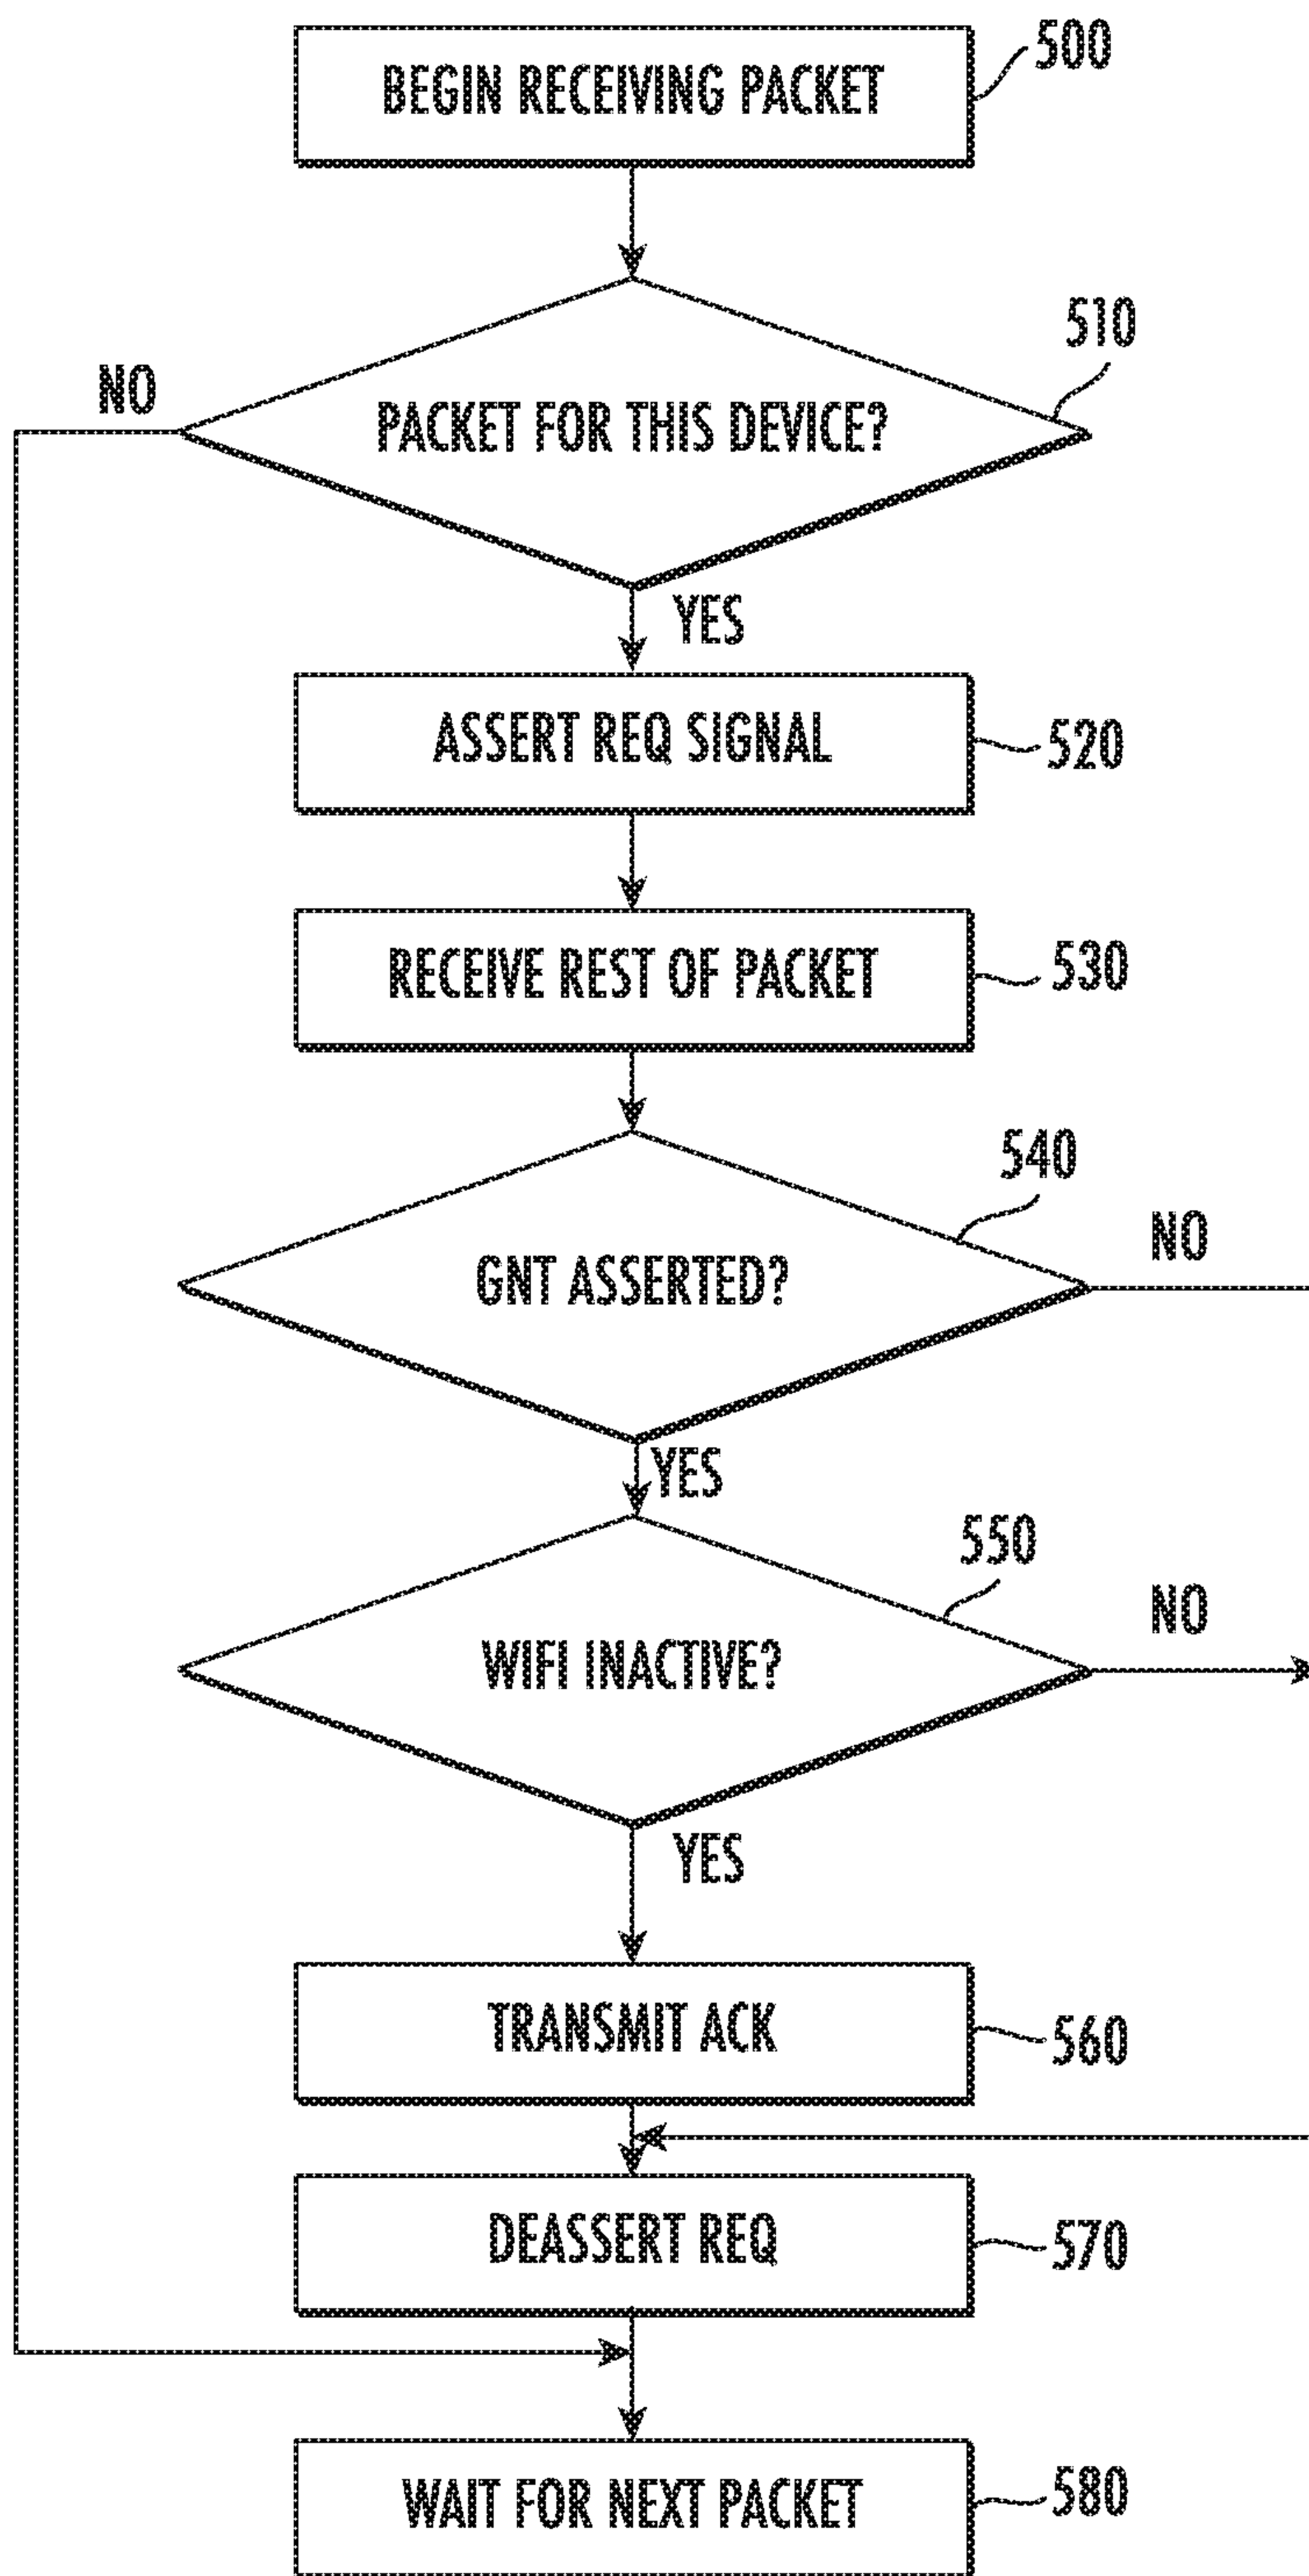 BEGIN RECEIVING PACKET
500
510
NO
PACKET FOR THIS DEVICE?
YES
ASSERT REQ SIGNAL
520
RECEIVE REST OF PACKET
530
540
NO
GNT ASSERTED?
YES
550
NO
WIFI INACTIVE?
YES
TRANSMIT ACK
560
DEASSERT REQ
570
WAIT FOR NEXT PACKET
580